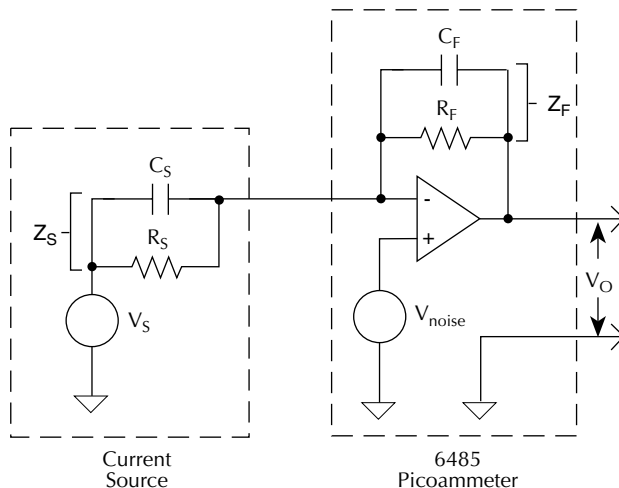 C_F
R_F
Z_F
C_S
R_S
Z_S
V_S
-
+
V_noise
V_O
Current
Source
6485
Picoammeter